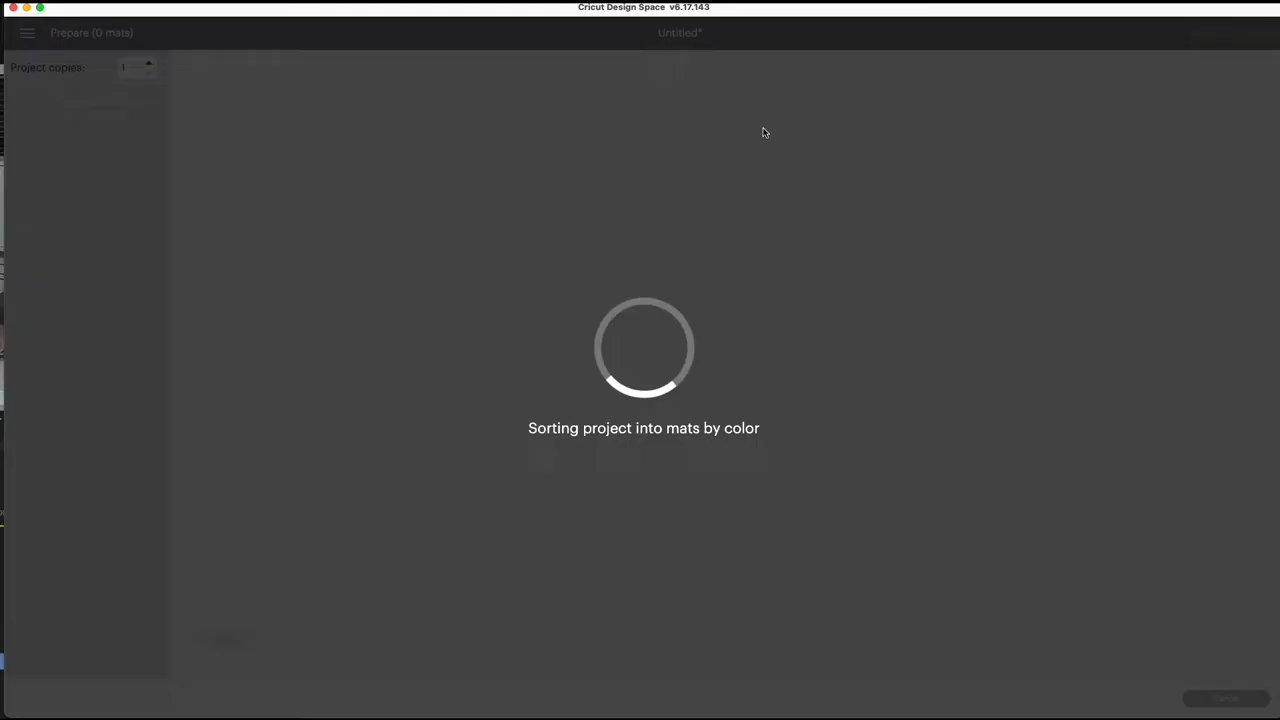 Cricut Design Space v6.17.143
Prepare (0 mats)
Untitled*
Project copies: 1
Sorting project into mats by color